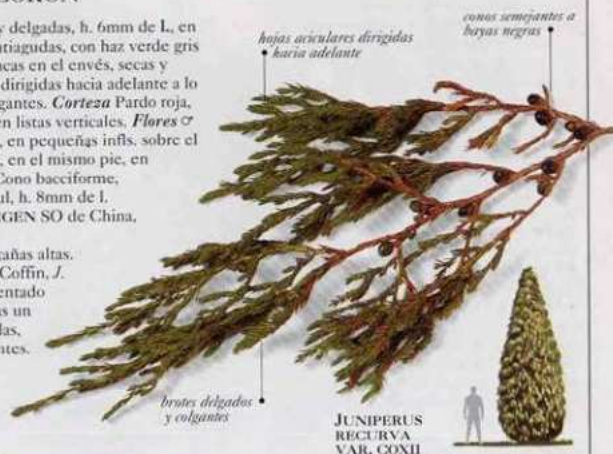 y delgadas, h. 6mm de L, en
ntiagudas, con haz verde gris
ncas en el envés, secas y
dirigidas hacia adelante a lo
gantes. Corteza Pardo roja,
en listas verticales. Flores ♂
, en pequeñas infls. sobre el
, en el mismo pie, en
Cono bacciforme,
ul, h. 8mm de l.
GEN SO de China,
tañas altas.
Coffin, J.
entado
s un
las,
ntes.
hojas aciculares dirigidas
hacia adelante
conos semejantes a
bayas negras
brotes delgados
y colgantes
JUNIPERUS
RECURVA
VAR. COXII